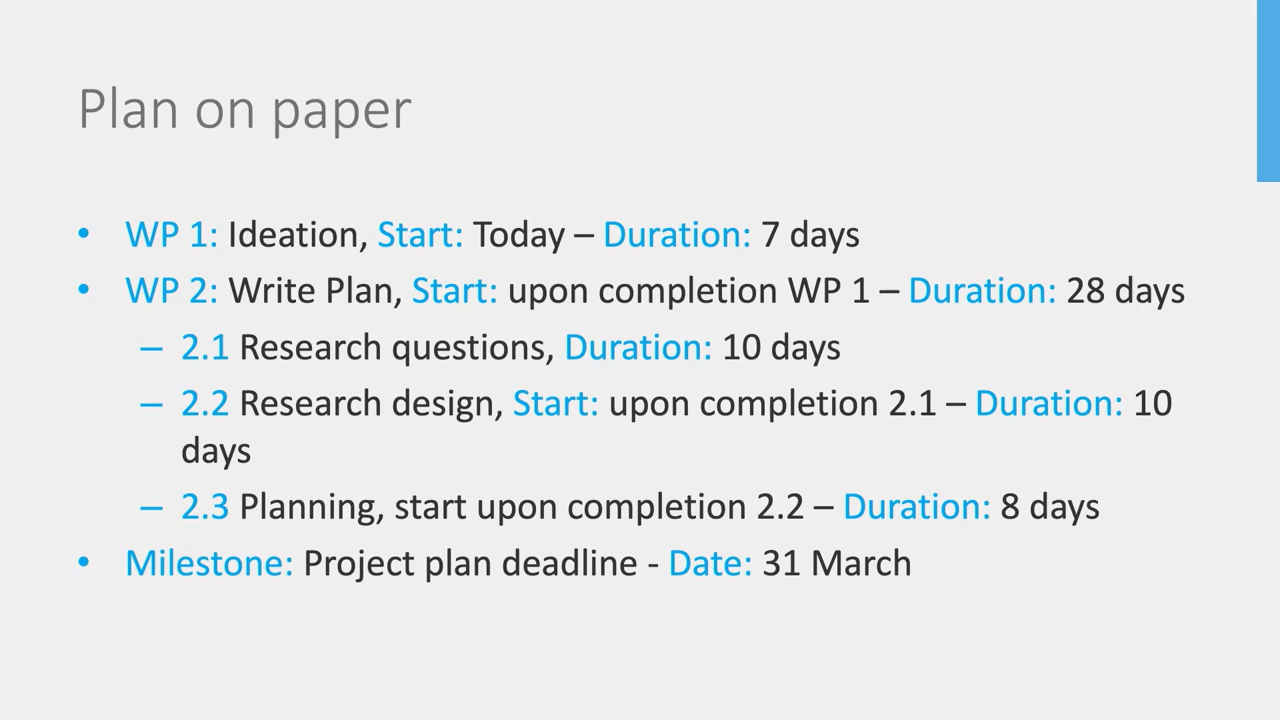 Plan on paper
• WP 1: Ideation, Start: Today – Duration: 7 days
• WP 2: Write Plan, Start: upon completion WP 1 – Duration: 28 days
– 2.1 Research questions, Duration: 10 days
– 2.2 Research design, Start: upon completion 2.1 – Duration: 10
days
– 2.3 Planning, start upon completion 2.2 – Duration: 8 days
• Milestone: Project plan deadline - Date: 31 March